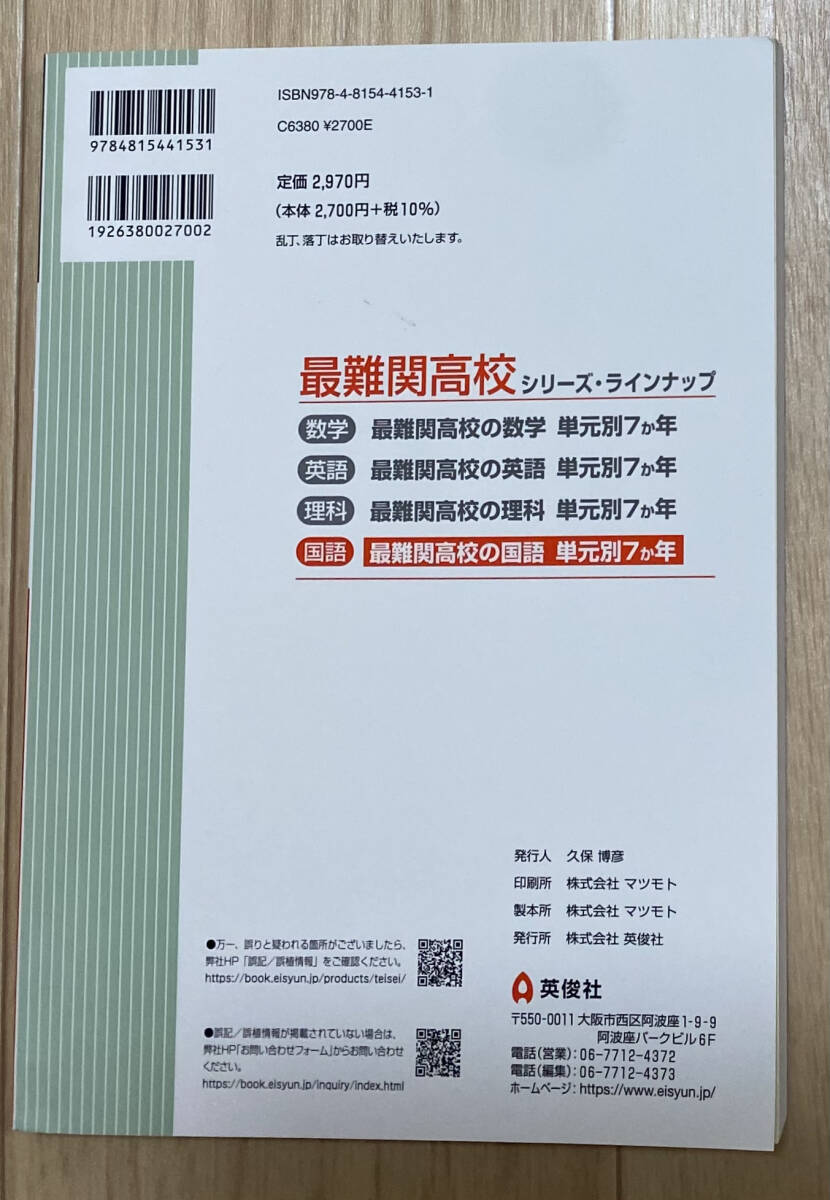 ISBN978-4-8154-4153-1
C6380 ¥2700E
9784815441531
定価 2,970円
(本体 2,700円+税10%)
1926380027002
乱丁、落丁はお取り替えいたします。
最難関高校 シリーズ・ラインナップ
数学 最難関高校の数学 単元別7か年
英語 最難関高校の英語 単元別7か年
理科 最難関高校の理科 単元別7か年
国語 最難関高校の国語 単元別7か年
発行人 久保 博彦
印刷所 株式会社 マツモト
製本所 株式会社 マツモト
発行所 株式会社 英俊社
●万一、誤りと疑われる箇所がございましたら、
弊社HP「誤記/誤植情報」をご確認ください。
https://book.eisyun.jp/products/teisei/
●誤記/誤植情報が掲載されていない場合は、
弊社HP「お問い合わせフォーム」からお問い合わせ
ください。
https://book.eisyun.jp/inquiry/index.html
英俊社
〒550-0011 大阪市西区阿波座1-9-9
阿波座パークビル6F
電話(営業):06-7712-4372
電話(編集):06-7712-4373
ホームページ:https://www.eisyun.jp/